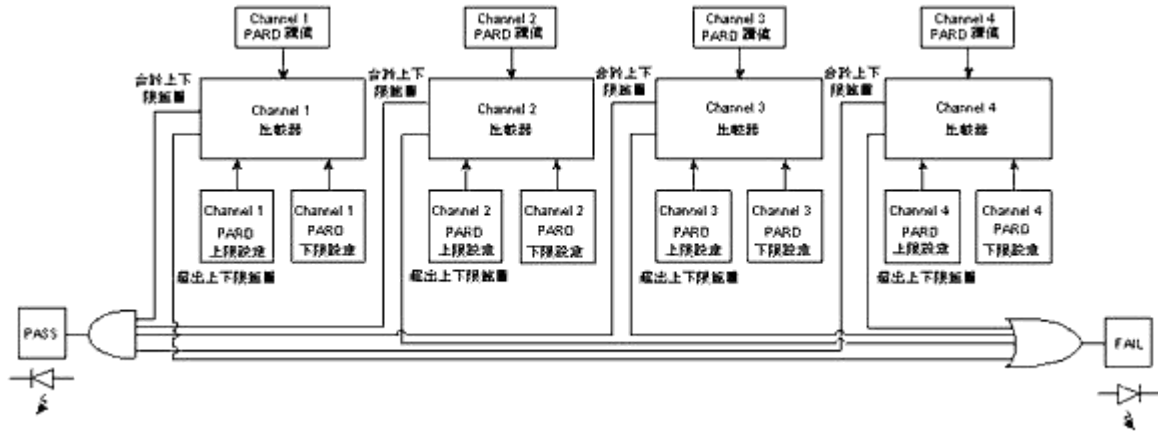 Channel 1
PARD 讀值
Channel 2
PARD 讀值
Channel 3
PARD 讀值
Channel 4
PARD 讀值
合於上下
限範圍
Channel 1
比較器
合於上下
限範圍
Channel 2
比較器
合於上下
限範圍
Channel 3
比較器
合於上下
限範圍
Channel 4
比較器
Channel 1
PARD
上限設定
Channel 1
PARD
下限設定
Channel 2
PARD
上限設定
Channel 2
PARD
下限設定
Channel 3
PARD
上限設定
Channel 3
PARD
下限設定
Channel 4
PARD
上限設定
Channel 4
PARD
下限設定
超出上下限範圍
超出上下限範圍
超出上下限範圍
超出上下限範圍
PASS
FAIL